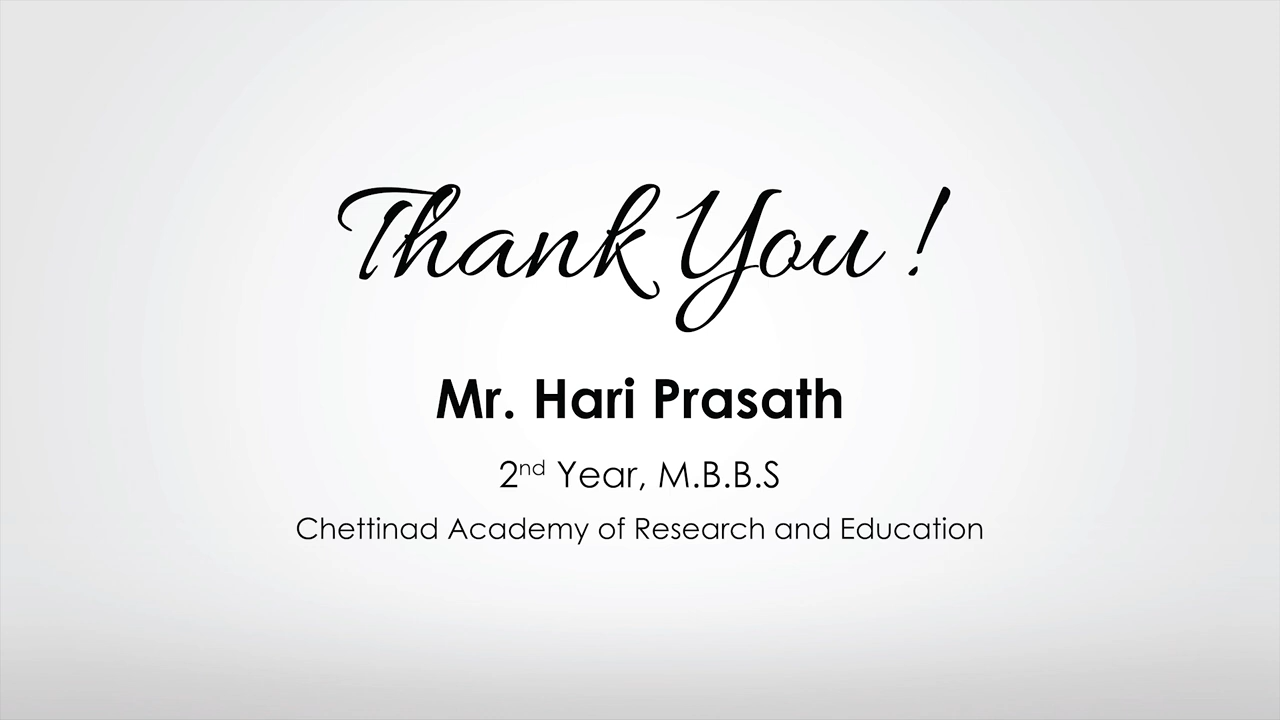 Thank You !
Mr. Hari Prasath
2nd Year, M.B.B.S
Chettinad Academy of Research and Education